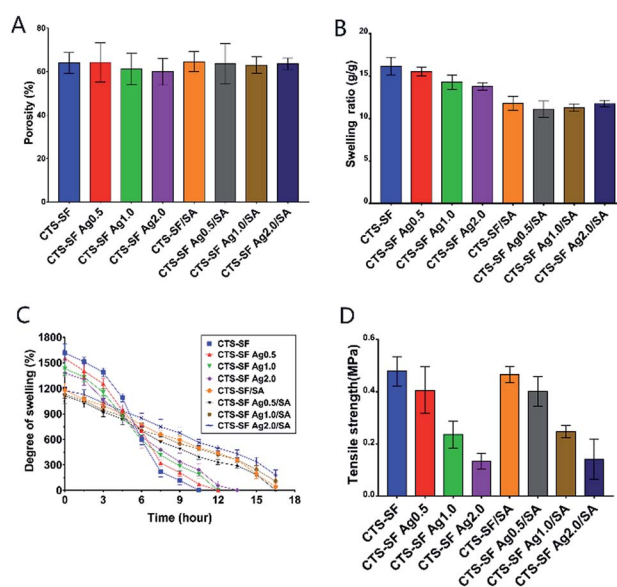 A
Porosity (%)
80
60
40
20
0
CTS-SF
CTS-SF Ag0.5
CTS-SF Ag1.0
CTS-SF Ag2.0
CTS-SF/SA
CTS-SF Ag0.5/SA
CTS-SF Ag1.0/SA
CTS-SF Ag2.0/SA
B
Swelling ratio (g/g)
20
15
10
5
0
CTS-SF
CTS-SF Ag0.5
CTS-SF Ag1.0
CTS-SF Ag2.0
CTS-SF/SA
CTS-SF Ag0.5/SA
CTS-SF Ag1.0/SA
CTS-SF Ag2.0/SA
C
Degree of swelling (%)
1800
1500
1200
900
600
300
0
0 3 6 9 12 15 18
Time (hour)
CTS-SF
CTS-SF Ag0.5
CTS-SF Ag1.0
CTS-SF Ag2.0
CTS-SF/SA
CTS-SF Ag0.5/SA
CTS-SF Ag1.0/SA
CTS-SF Ag2.0/SA
D
Tensile strength(MPa)
0.6
0.4
0.2
0.0
CTS-SF
CTS-SF Ag0.5
CTS-SF Ag1.0
CTS-SF Ag2.0
CTS-SF/SA
CTS-SF Ag0.5/SA
CTS-SF Ag1.0/SA
CTS-SF Ag2.0/SA